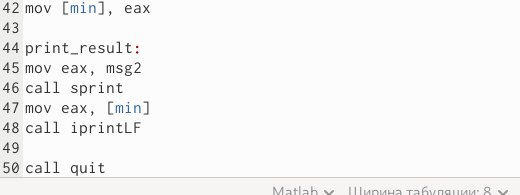 42 mov [min], eax
43
44 print_result:
45 mov eax, msg2
46 call sprint
47 mov eax, [min]
48 call iprintLF
49
50 call quit
Matlab Ширина табуляции: 8